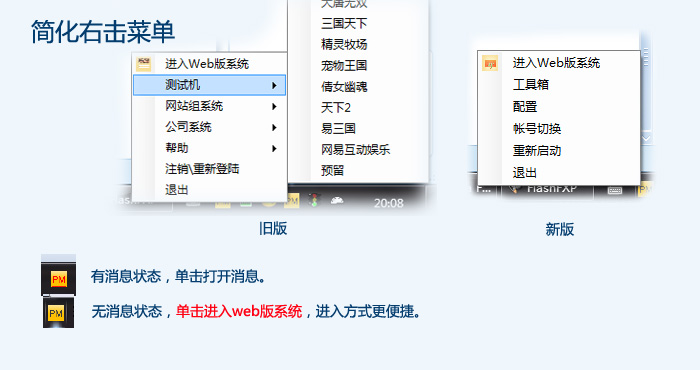 简化右击菜单
进入Web版系统
测试机
网站组系统
公司系统
帮助
注销\重新登陆
退出
大唐无双
三国天下
精灵牧场
宠物王国
倩女幽魂
天下2
易三国
网易互动娱乐
预留
PM
PM
20:08
旧版
进入Web版系统
工具箱
配置
帐号切换
重新启动
退出
F...
FlashFXP
PM
新版
PM
有消息状态，单击打开消息。
PM
无消息状态，单击进入web版系统，进入方式更便捷。